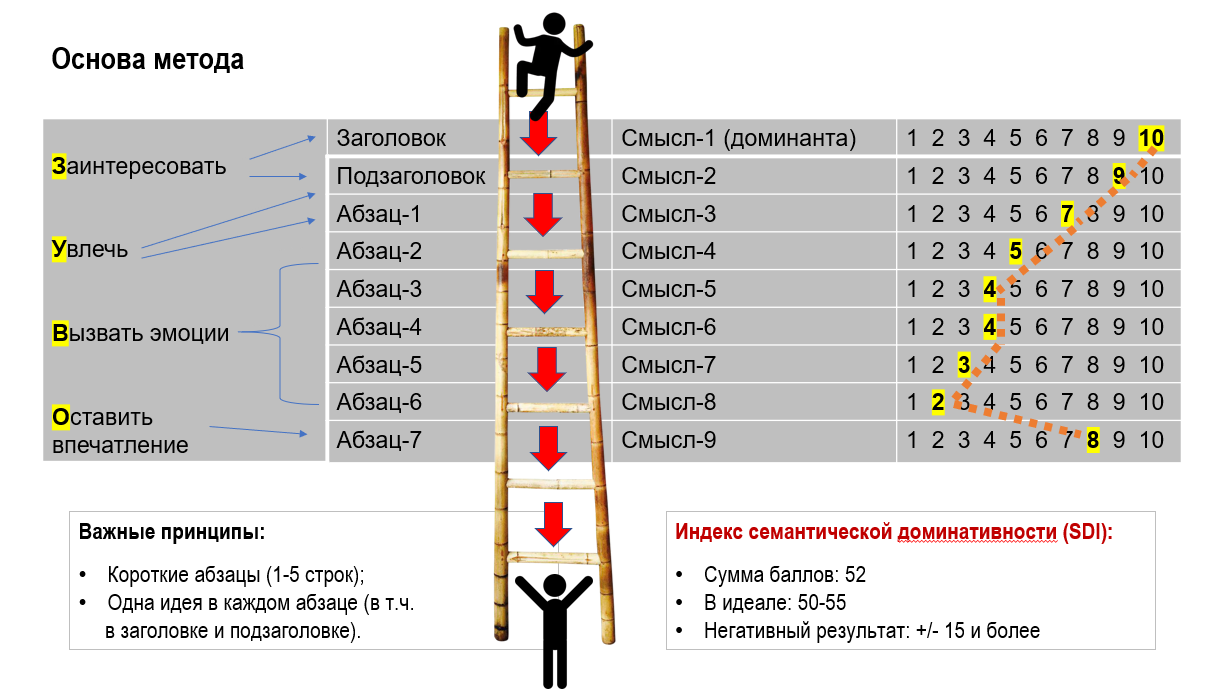 Основа метода
Заинтересовать
Увлечь
Вызвать эмоции
Оставить
впечатление
Заголовок Смысл-1 (доминанта) 1 2 3 4 5 6 7 8 9 10
Подзаголовок Смысл-2 1 2 3 4 5 6 7 8 9 10
Абзац-1 Смысл-3 1 2 3 4 5 6 7 8 9 10
Абзац-2 Смысл-4 1 2 3 4 5 6 7 8 9 10
Абзац-3 Смысл-5 1 2 3 4 5 6 7 8 9 10
Абзац-4 Смысл-6 1 2 3 4 5 6 7 8 9 10
Абзац-5 Смысл-7 1 2 3 4 5 6 7 8 9 10
Абзац-6 Смысл-8 1 2 3 4 5 6 7 8 9 10
Абзац-7 Смысл-9 1 2 3 4 5 6 7 8 9 10
Важные принципы:
• Короткие абзацы (1-5 строк);
• Одна идея в каждом абзаце (в т.ч.
в заголовке и подзаголовке).
Индекс семантической доминативности (SDI):
• Сумма баллов: 52
• В идеале: 50-55
• Негативный результат: +/- 15 и более